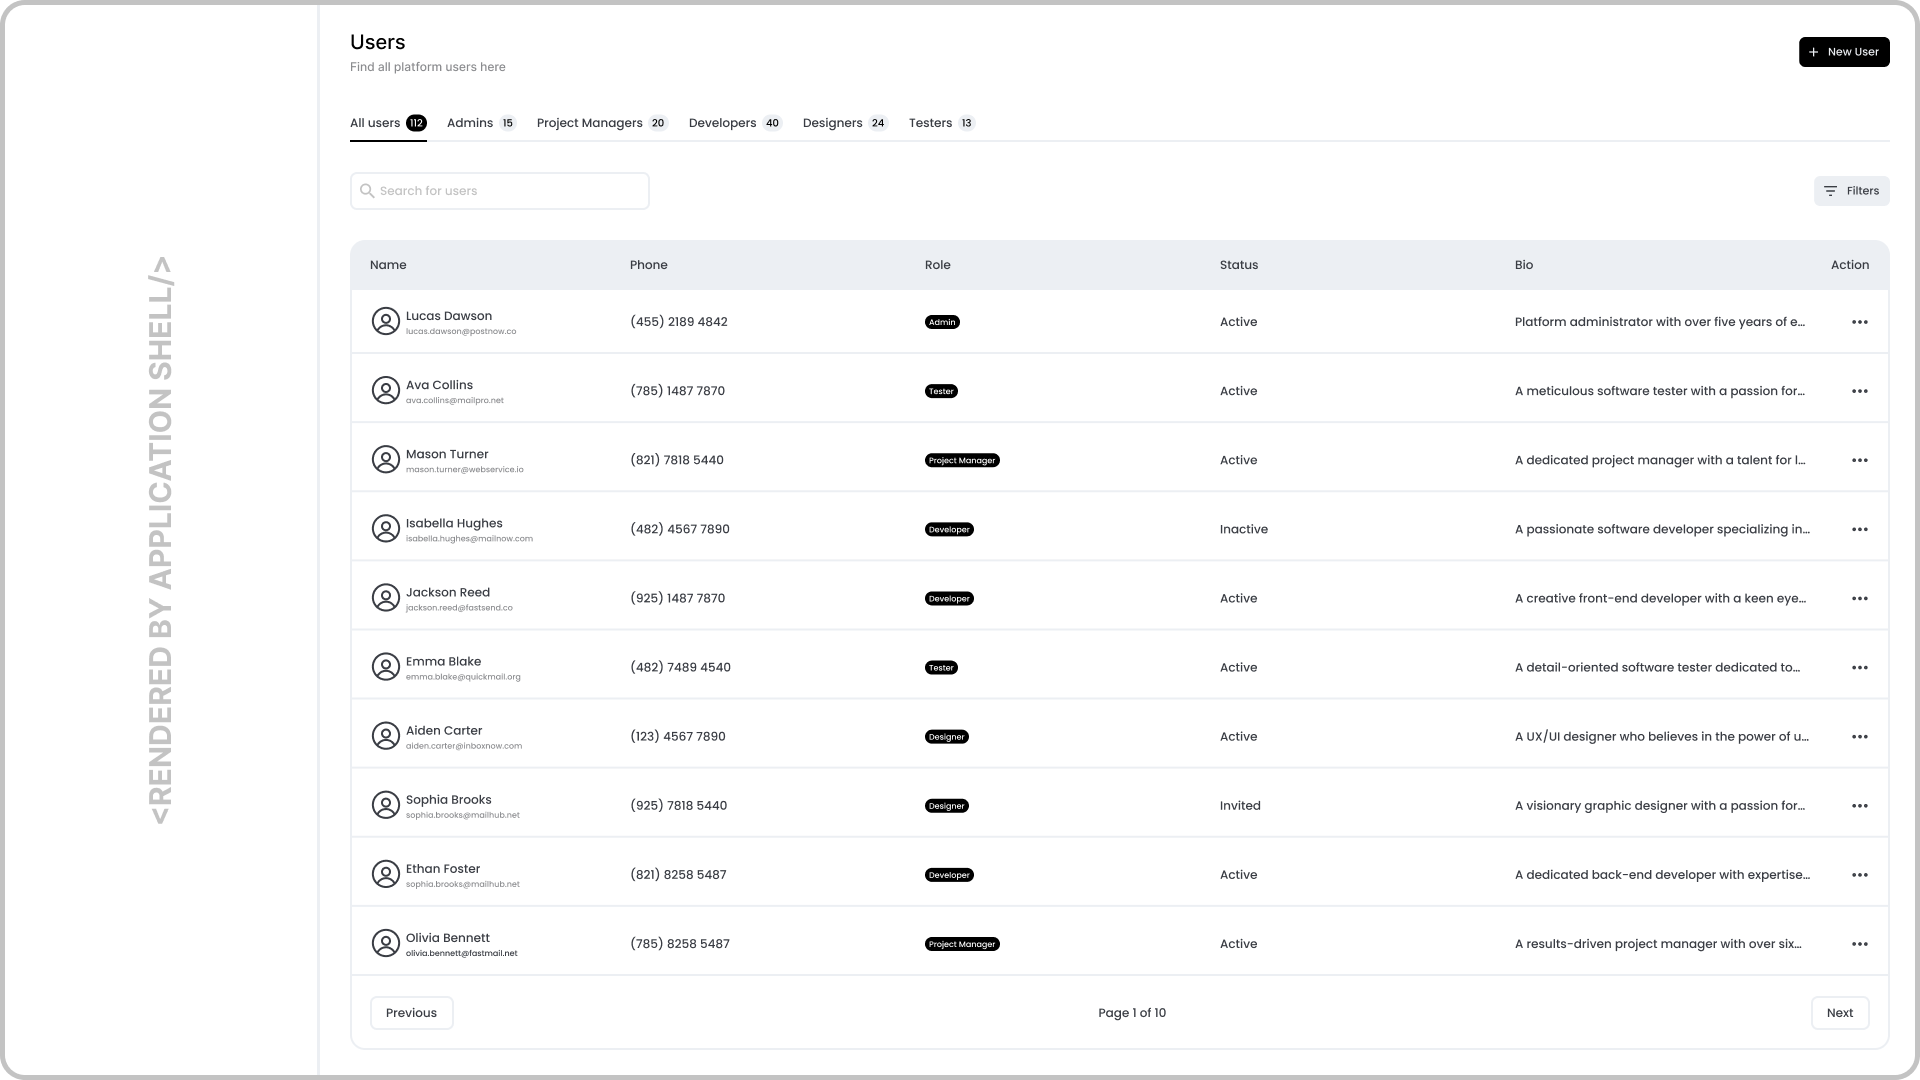 <RENDERED BY APPLICATION SHELL/>
Users
Find all platform users here
+ New User
All users 112 Admins 15 Project Managers 20 Developers 40 Designers 24 Testers 13
Search for users
Filters
Name Phone Role Status Bio Action
Lucas Dawson
lucas.dawson@postnow.co
(455) 2189 4842 Admin Active Platform administrator with over five years of e...
Ava Collins
ava.collins@mailpro.net
(785) 1487 7870 Tester Active A meticulous software tester with a passion for...
Mason Turner
mason.turner@webservice.io
(821) 7818 5440 Project Manager Active A dedicated project manager with a talent for l...
Isabella Hughes
isabella.hughes@mailnow.com
(482) 4567 7890 Developer Inactive A passionate software developer specializing in...
Jackson Reed
jackson.reed@fastsend.co
(925) 1487 7870 Developer Active A creative front-end developer with a keen eye...
Emma Blake
emma.blake@quickmail.org
(482) 7489 4540 Tester Active A detail-oriented software tester dedicated to...
Aiden Carter
aiden.carter@inboxnow.com
(123) 4567 7890 Designer Active A UX/UI designer who believes in the power of u...
Sophia Brooks
sophia.brooks@mailhub.net
(925) 7818 5440 Designer Invited A visionary graphic designer with a passion for...
Ethan Foster
sophia.brooks@mailhub.net
(821) 8258 5487 Developer Active A dedicated back-end developer with expertise...
Olivia Bennett
olivia.bennett@fastmail.net
(785) 8258 5487 Project Manager Active A results-driven project manager with over six...
Previous Page 1 of 10 Next